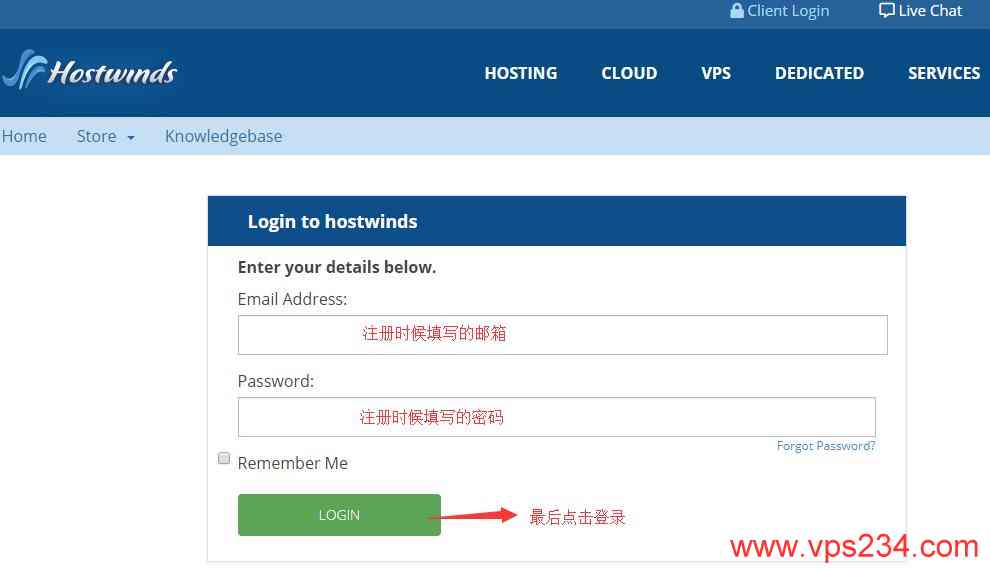 Client Login Live Chat
Hostwinds HOSTING CLOUD VPS DEDICATED SERVICES
Home Store Knowledgebase
Login to hostwinds
Enter your details below.
Email Address:
注册时候填写的邮箱
Password:
注册时候填写的密码
Forgot Password?
Remember Me
LOGIN 最后点击登录
www.vps234.com